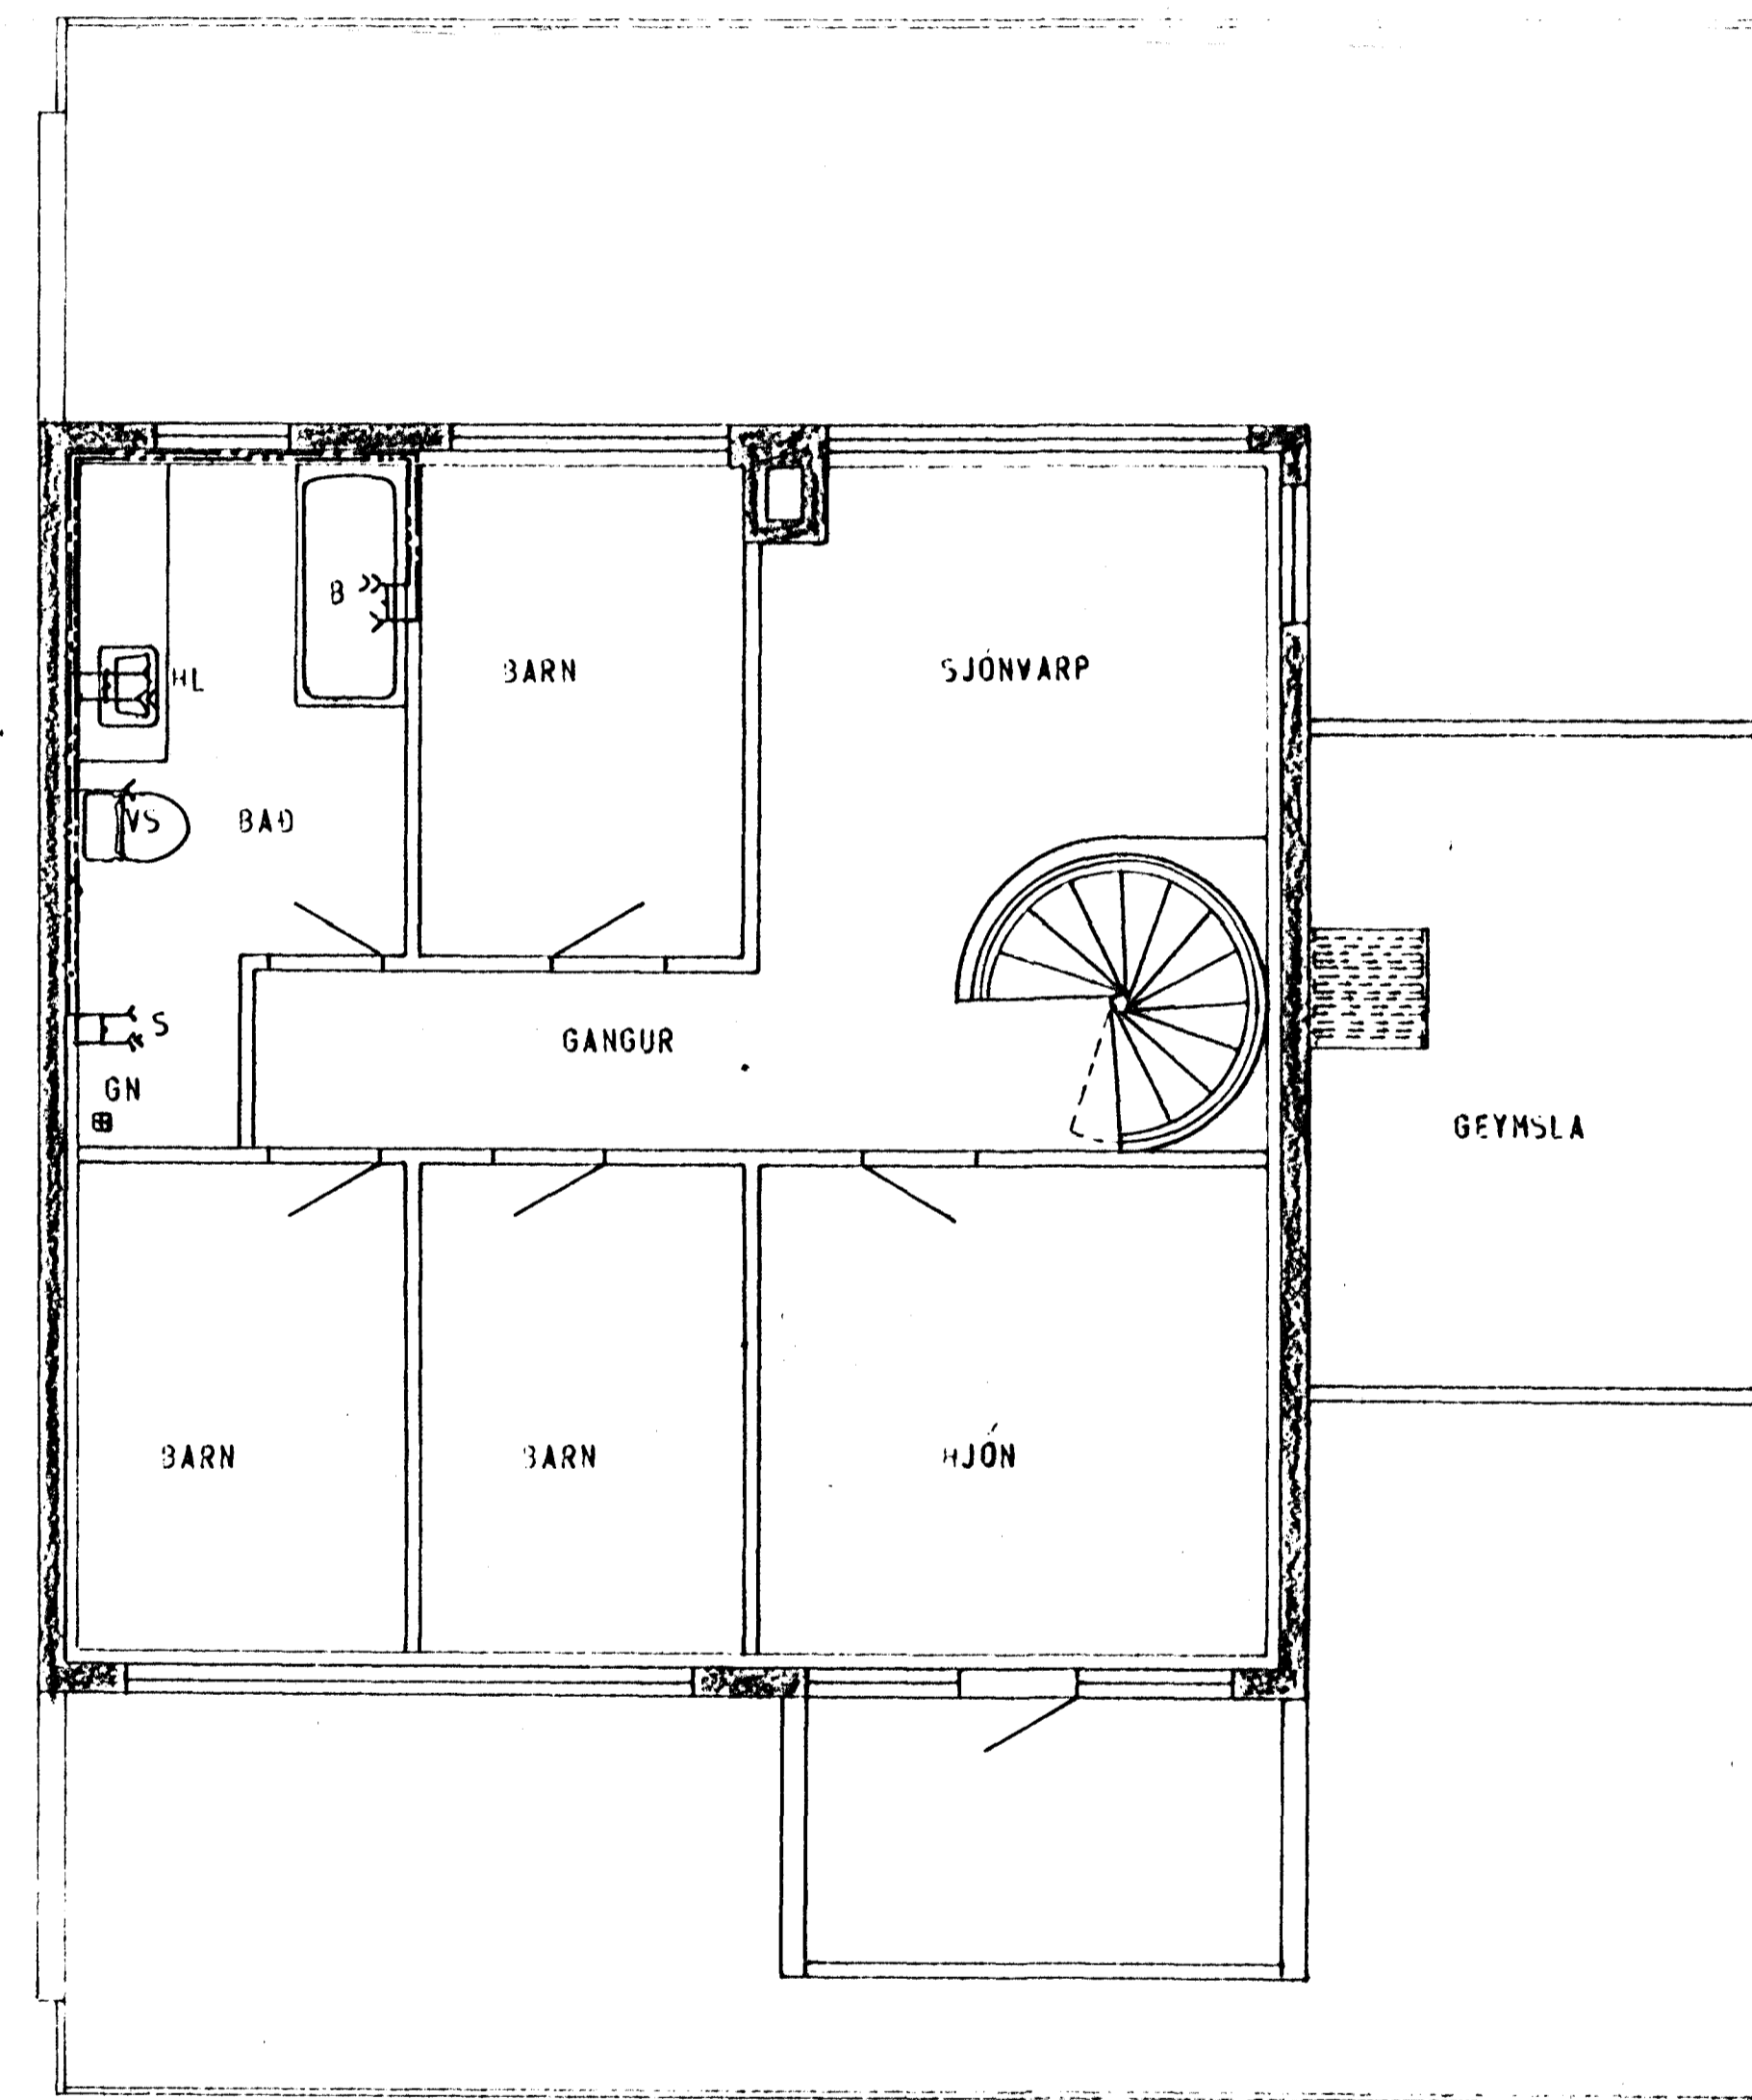 B
BARN
SJÓNVARP
HL
VS
BAÐ
S
GANGUR
GN
GEYMSLA
BARN
BARN
HJÓN